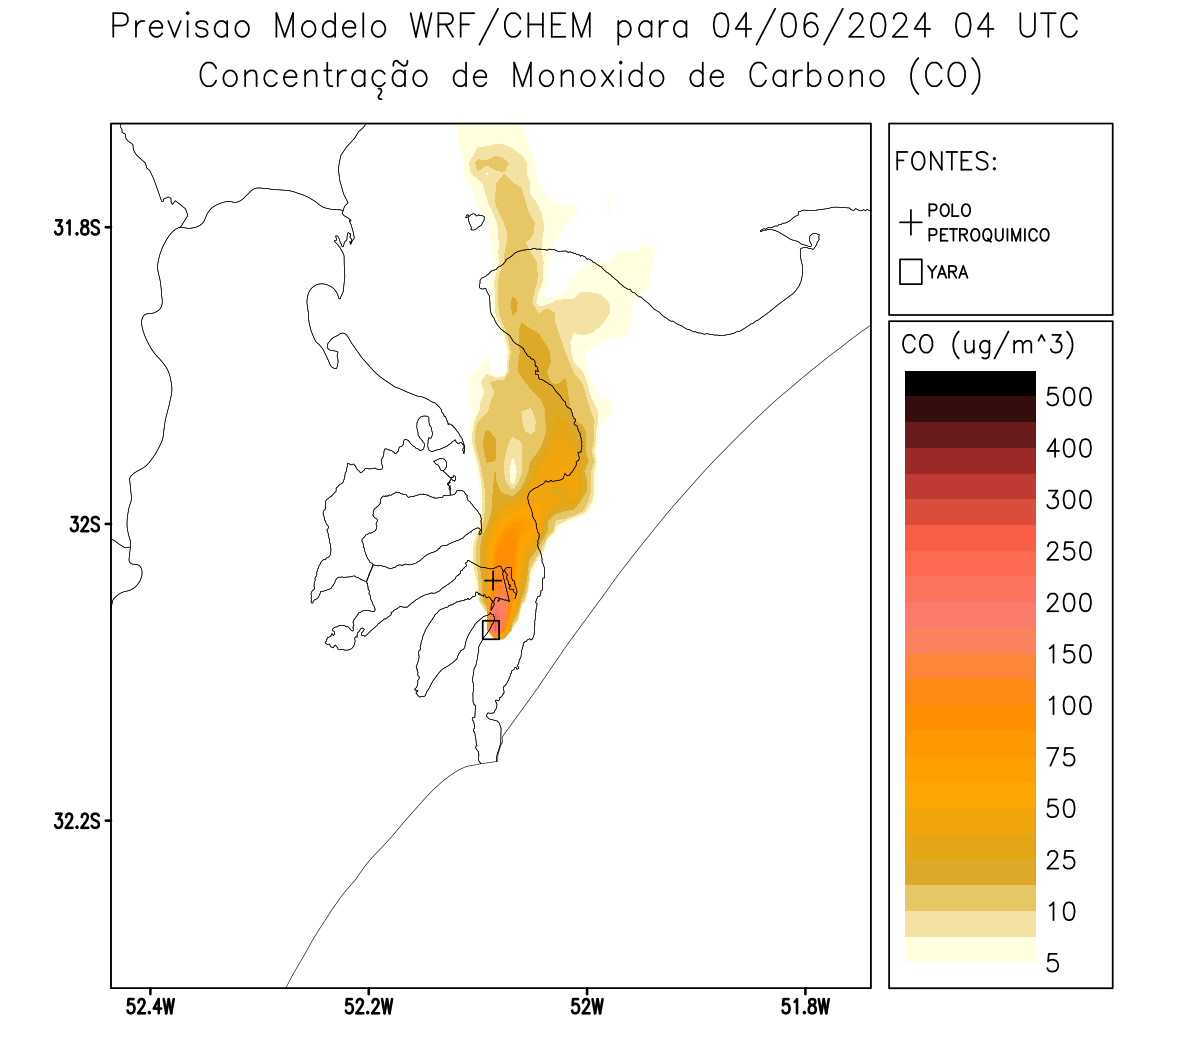 Previsao Modelo WRF/CHEM para 04/06/2024 04 UTC
Concentração de Monoxido de Carbono (CO)
FONTES:
POLO
PETROQUIMICO
YARA
31.8S
32S
32.2S
52.4W
52.2W
52W
51.8W
CO (ug/m^3)
500
400
300
250
200
150
100
75
50
25
10
5